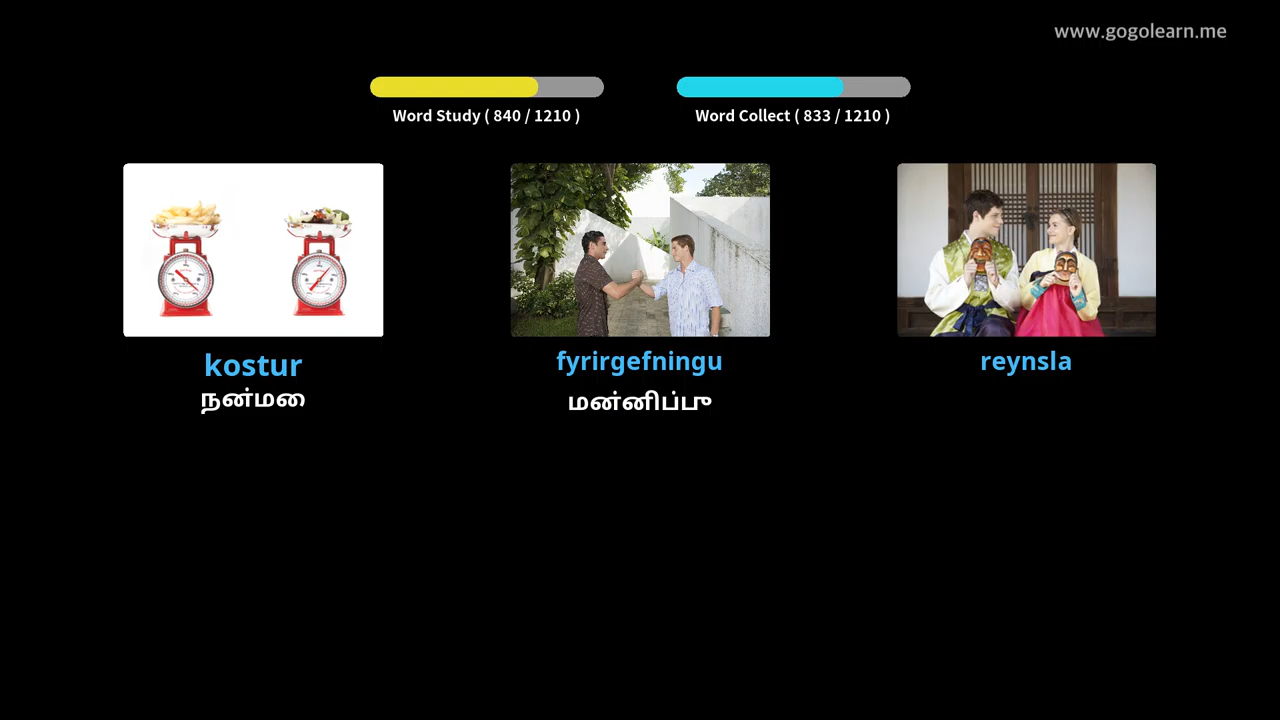 www.gogolearn.me
Word Study ( 840 / 1210 )
Word Collect ( 833 / 1210 )
kostur
fyrirgefningu
reynsla
நன்மை
மன்னிப்பு